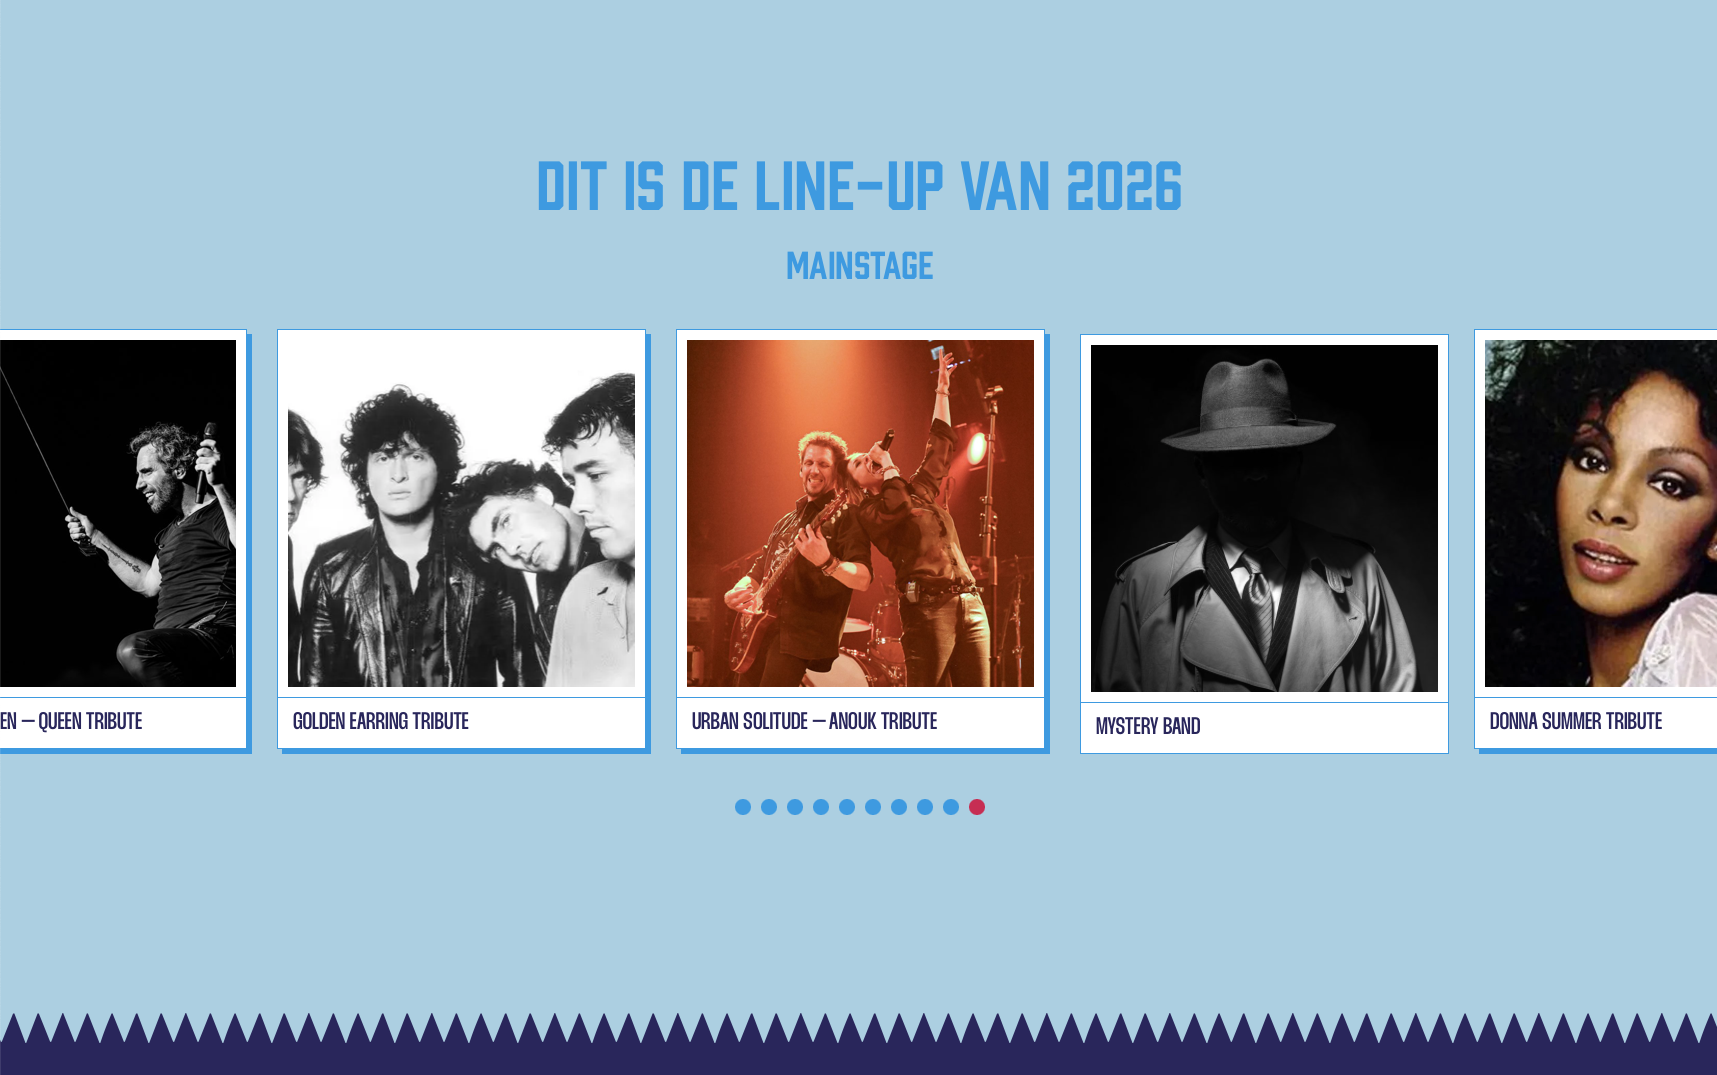 DIT IS DE LINE-UP VAN 2026
MAINSTAGE
EN – QUEEN TRIBUTE
GOLDEN EARRING TRIBUTE
URBAN SOLITUDE – ANOUK TRIBUTE
MYSTERY BAND
DONNA SUMMER TRIBUTE